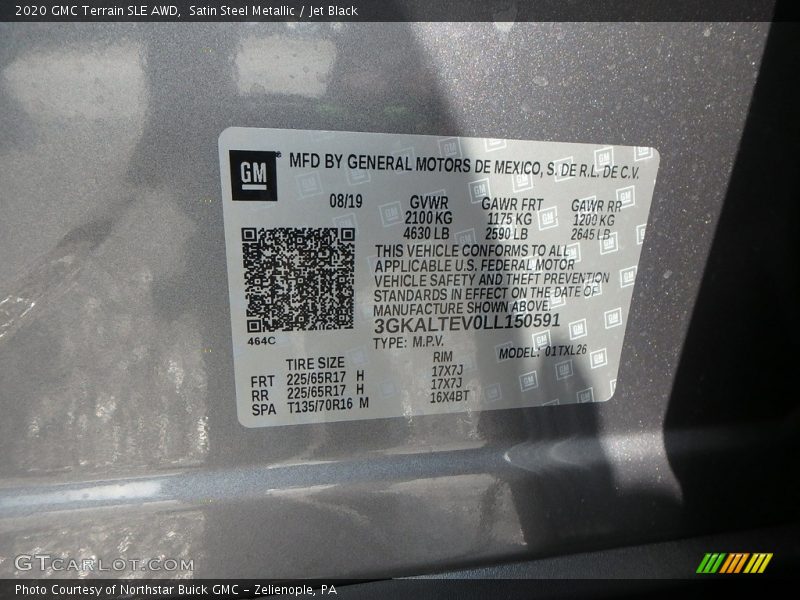 2020 GMC Terrain SLE AWD,  Satin Steel Metallic / Jet Black
GM
MFD BY GENERAL MOTORS DE MEXICO, S. DE R.L. DE C.V.
08/19 GVWR GAWR FRT GAWR RR
2100 KG 1175 KG 1200 KG
4630 LB 2590 LB 2645 LB
THIS VEHICLE CONFORMS TO ALL
APPLICABLE U.S. FEDERAL MOTOR
VEHICLE SAFETY AND THEFT PREVENTION
STANDARDS IN EFFECT ON THE DATE OF
MANUFACTURE SHOWN ABOVE.
3GKALTEV0LL150591
464C
TYPE: M.P.V. MODEL: 01TXL26
TIRE SIZE RIM
FRT 225/65R17 H 17X7J
RR 225/65R17 H 17X7J
SPA T135/70R16 M 16X4BT
GTCARLOT.COM
Photo Courtesy of Northstar Buick GMC - Zelienople, PA